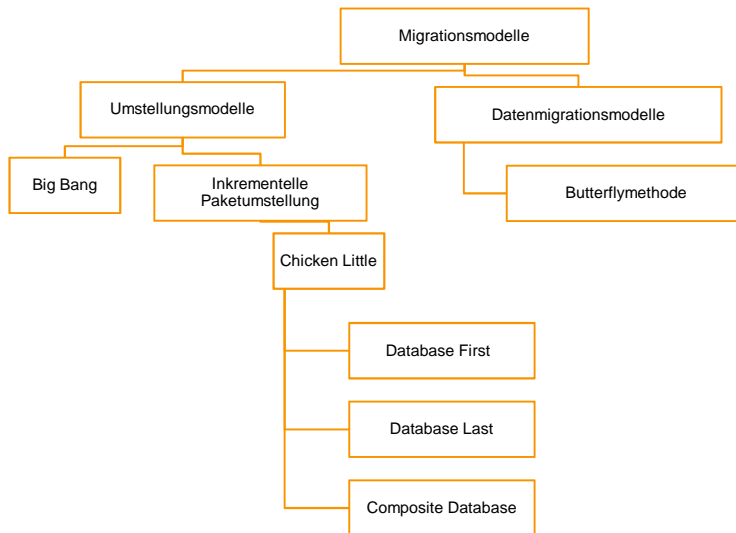 Migrationsmodelle
Umstellungsmodelle
Datenmigrationsmodelle
Big Bang
Inkrementelle
Paketumstellung
Butterflymethode
Chicken Little
Database First
Database Last
Composite Database